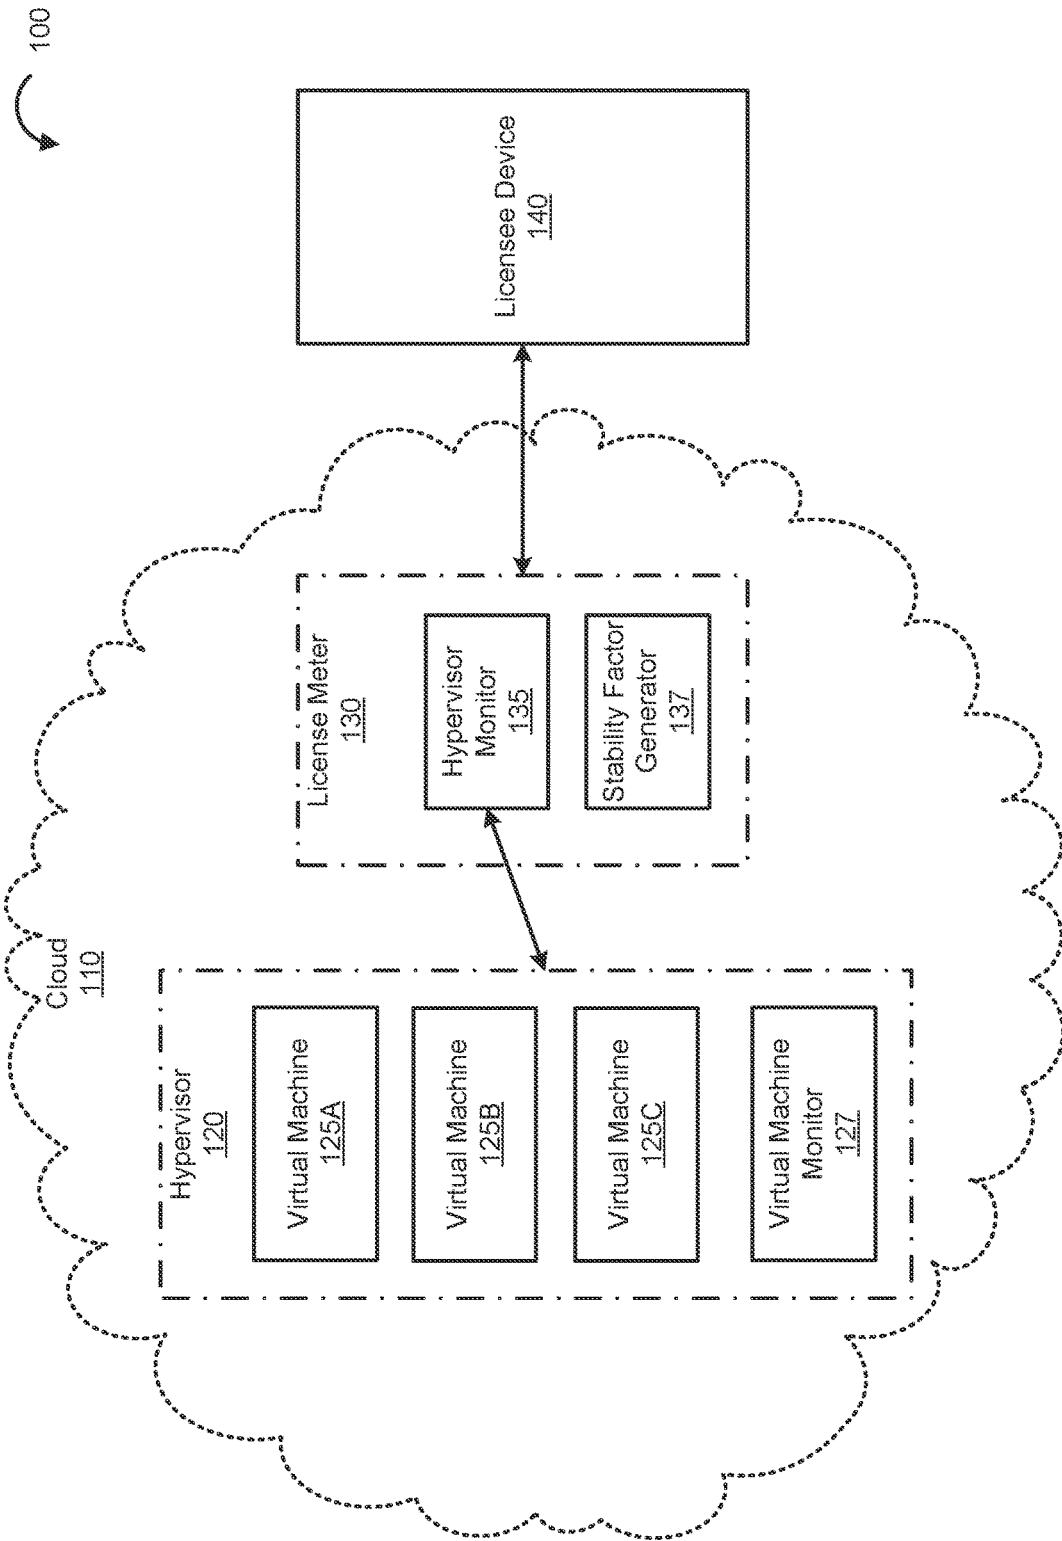 100
Cloud
110
Hypervisor
120
Virtual Machine
125A
Virtual Machine
125B
Virtual Machine
125C
Virtual Machine
Monitor
127
License Meter
130
Hypervisor
Monitor
135
Stability Factor
Generator
137
Licensee Device
140